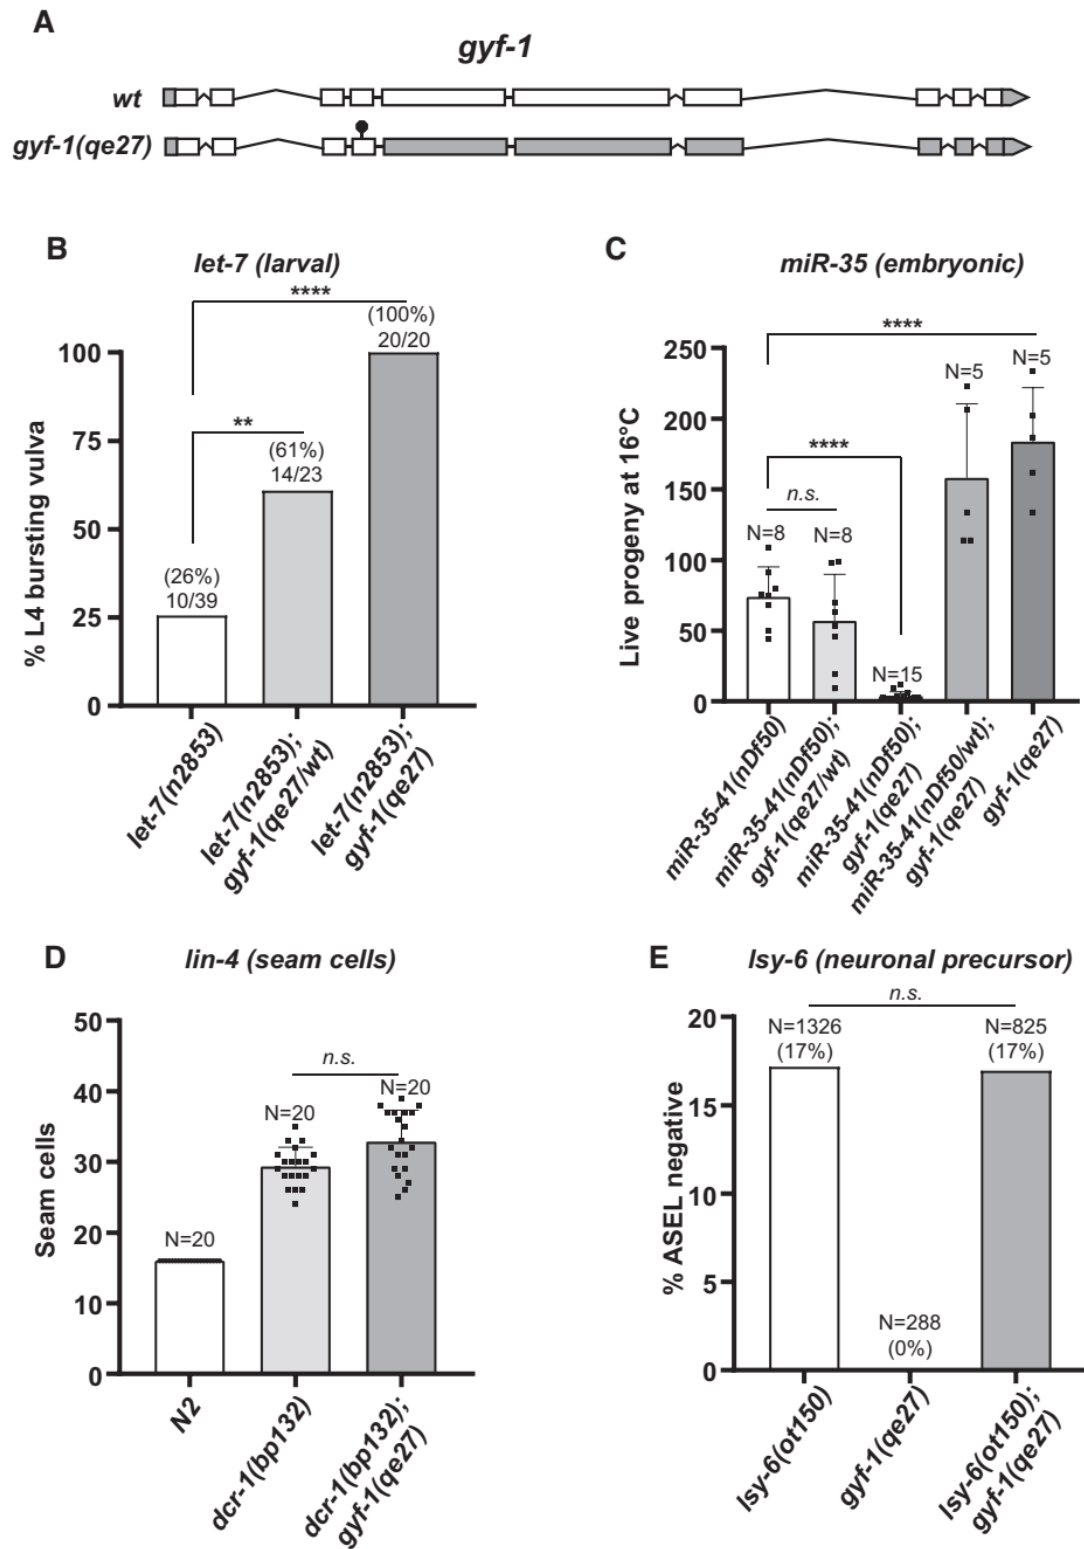 A
gyf-1
wt
gyf-1(qe27)
B
let-7 (larval)
****
(100%)
20/20
**
(61%)
14/23
(26%)
10/39
% L4 bursting vulva
100
75
50
25
0
let-7(n2853)
let-7(n2853);
gyf-1(qe27/wt)
let-7(n2853);
gyf-1(qe27)
C
miR-35 (embryonic)
****
N=5
N=5
****
n.s.
N=8
N=8
N=15
Live progeny at 16°C
250
200
150
100
50
0
miR-35-41(nDf50)
miR-35-41(nDf50);
gyf-1(qe27/wt)
miR-35-41(nDf50);
gyf-1(qe27)
miR-35-41(nDf50/wt);
gyf-1(qe27)
gyf-1(qe27)
D
lin-4 (seam cells)
n.s.
N=20
N=20
N=20
Seam cells
50
40
30
20
10
0
N2
dcr-1(bp132)
dcr-1(bp132);
gyf-1(qe27)
E
lsy-6 (neuronal precursor)
n.s.
N=1326
(17%)
N=825
(17%)
N=288
(0%)
% ASEL negative
20
15
10
5
0
lsy-6(ot150)
gyf-1(qe27)
lsy-6(ot150);
gyf-1(qe27)